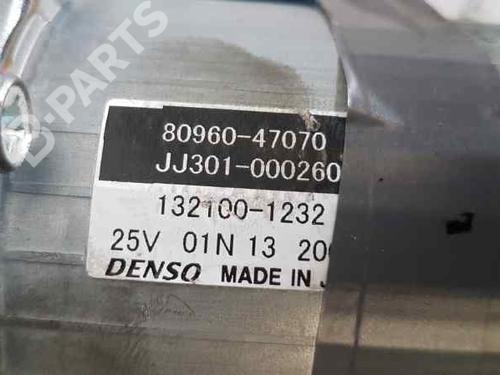 B-PARTS
80960-47070
JJ301-000260
132100-1232
25V 01N 13 20
DENSO MADE IN